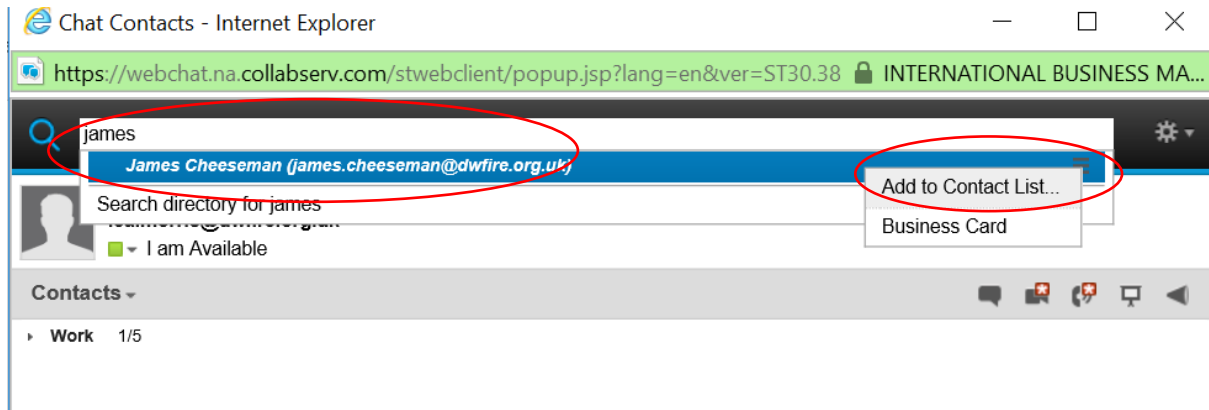 Chat Contacts - Internet Explorer
https://webchat.na.collabserv.com/stwebclient/popup.jsp?lang=en&ver=ST30.38 INTERNATIONAL BUSINESS MA...
james
James Cheeseman (james.cheeseman@dwfire.org.uk)
Add to Contact List...
Search directory for james
Business Card
I am Available
Contacts
Work 1/5